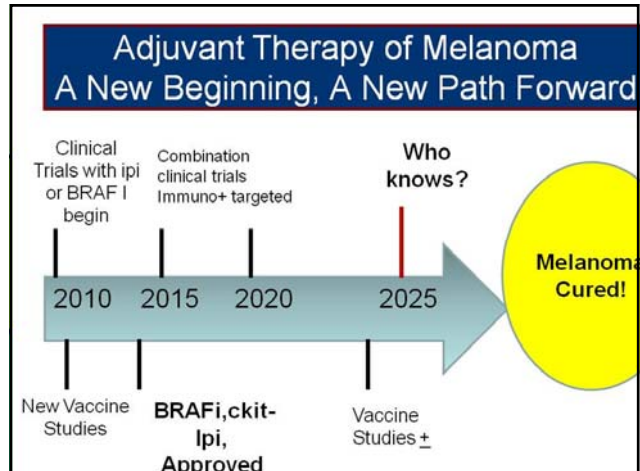 Adjuvant Therapy of Melanoma
A New Beginning, A New Path Forward
Clinical
Trials with ipi
or BRAF I
begin
Combination
clinical trials
Immuno+ targeted
Who
knows?
2010
2015
2020
2025
Melanoma
Cured!
New Vaccine
Studies
BRAFi,ckit-
Ipi,
Approved
Vaccine
Studies +